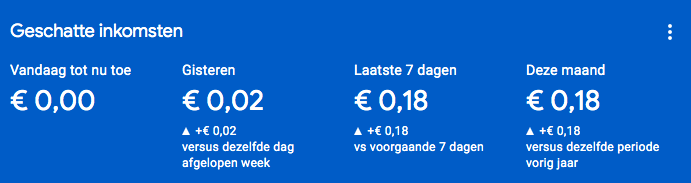 Geschatte inkomsten
Vandaag tot nu toe
€ 0,00
Gisteren
€ 0,02
▲ +€ 0,02
versus dezelfde dag
afgelopen week
Laatste 7 dagen
€ 0,18
▲ +€ 0,18
vs voorgaande 7 dagen
Deze maand
€ 0,18
▲ +€ 0,18
versus dezelfde periode
vorig jaar